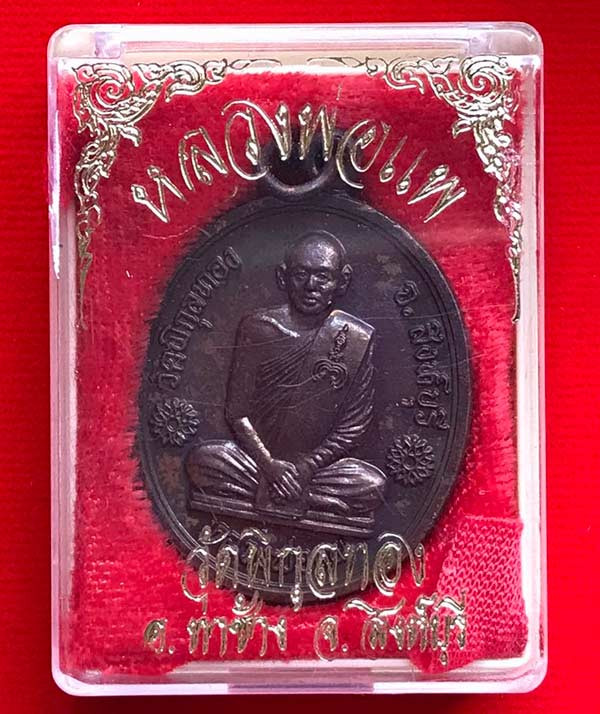 หลวงพ่อแพ
วัดพิกุลทอง
จ. สิงห์บุรี
วัดพิกุลทอง
อ. ท่าช้าง จ. สิงห์บุรี